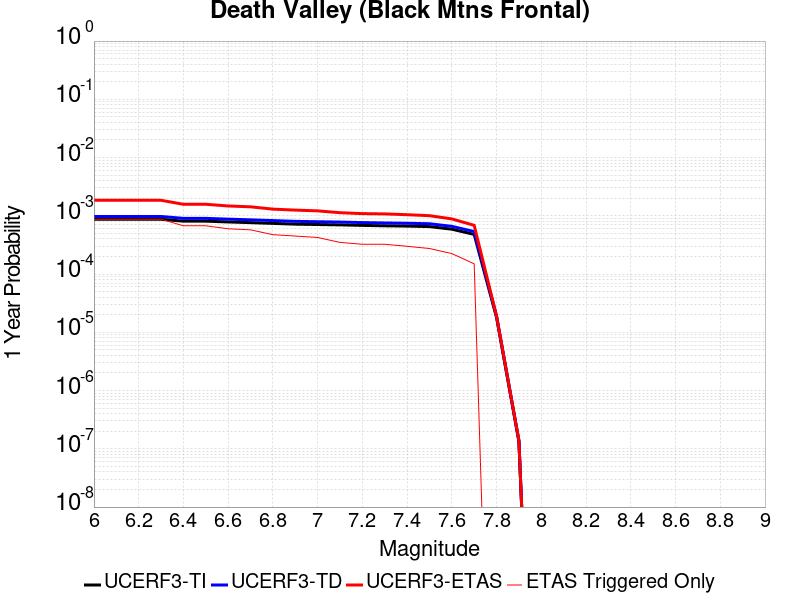 Death Valley (Black Mtns Frontal)
10 0
10 -1
10 -2
10 -3
10 -4
10 -5
10 -6
10 -7
10 -8
1 Year Probability
6 6.2 6.4 6.6 6.8 7 7.2 7.4 7.6 7.8 8 8.2 8.4 8.6 8.8 9
Magnitude
UCERF3-TI UCERF3-TD UCERF3-ETAS ETAS Triggered Only